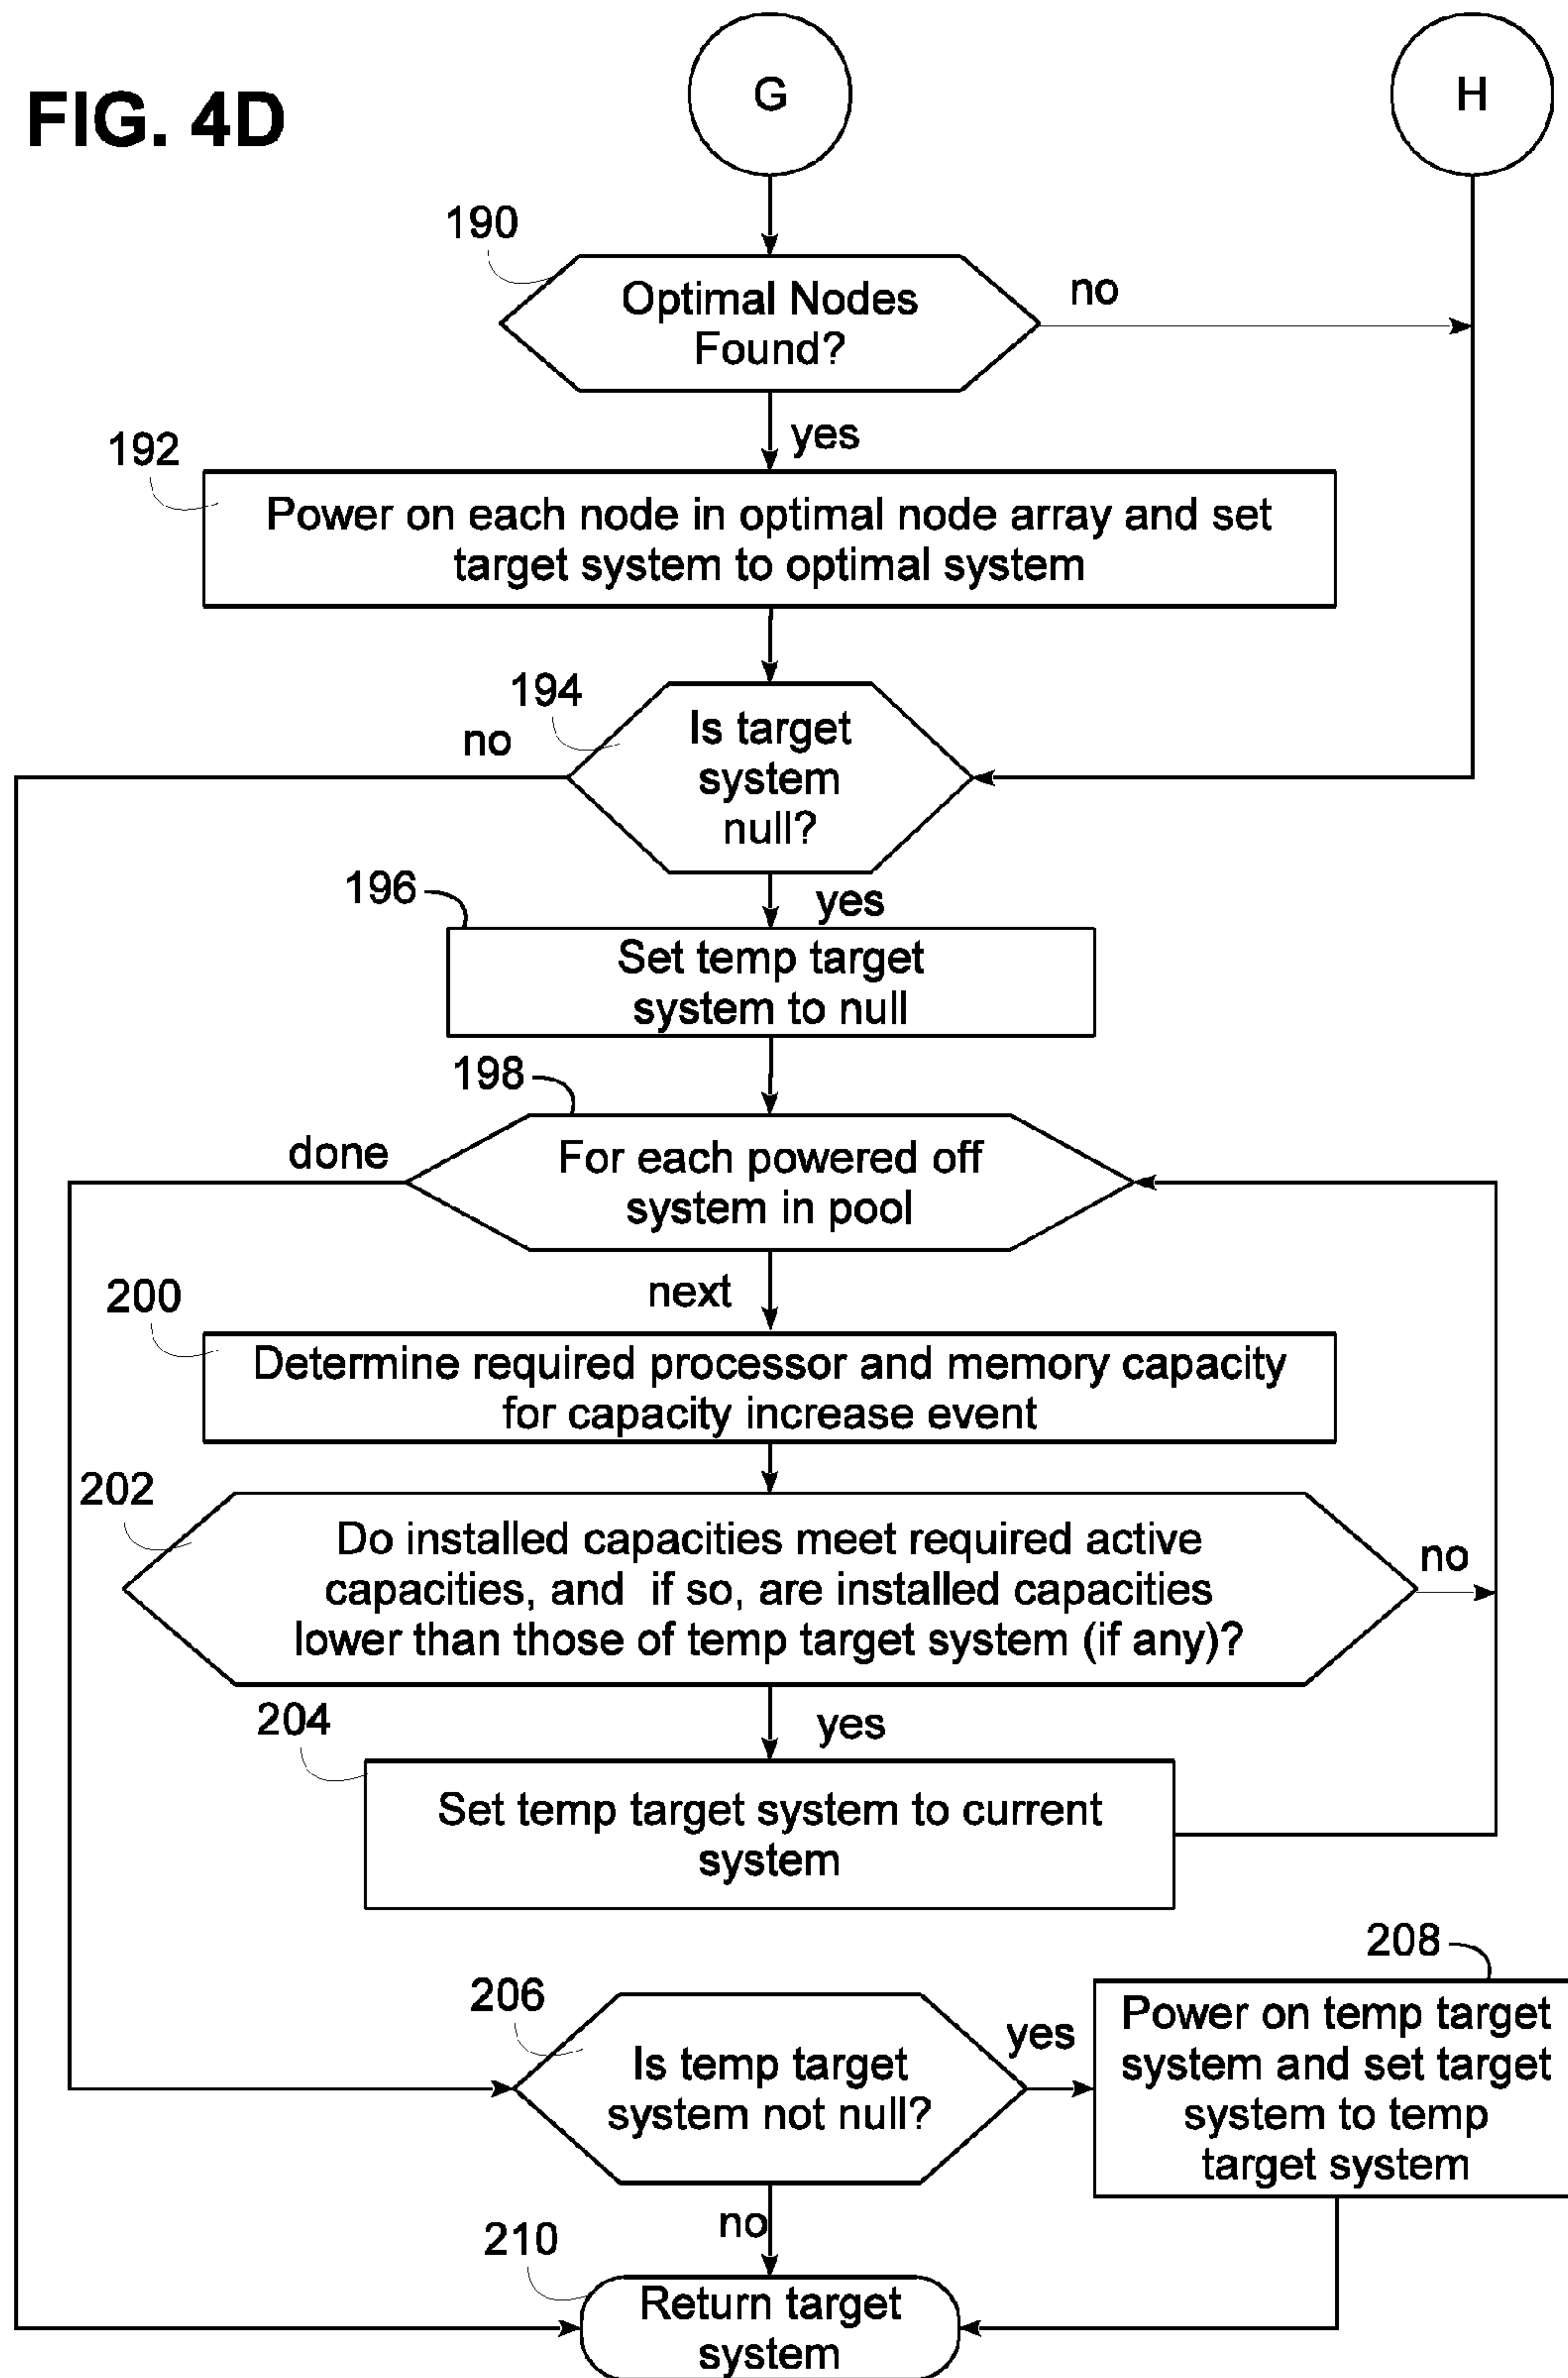 FIG. 4D
G
H
190
Optimal Nodes
Found?
no
yes
192
Power on each node in optimal node array and set
target system to optimal system
194
Is target
system
null?
no
yes
196
Set temp target
system to null
198
For each powered off
system in pool
done
next
200
Determine required processor and memory capacity
for capacity increase event
202
Do installed capacities meet required active
capacities, and if so, are installed capacities
lower than those of temp target system (if any)?
no
yes
204
Set temp target system to current
system
206
Is temp target
system not null?
yes
208
Power on temp target
system and set target
system to temp
target system
no
210
Return target
system